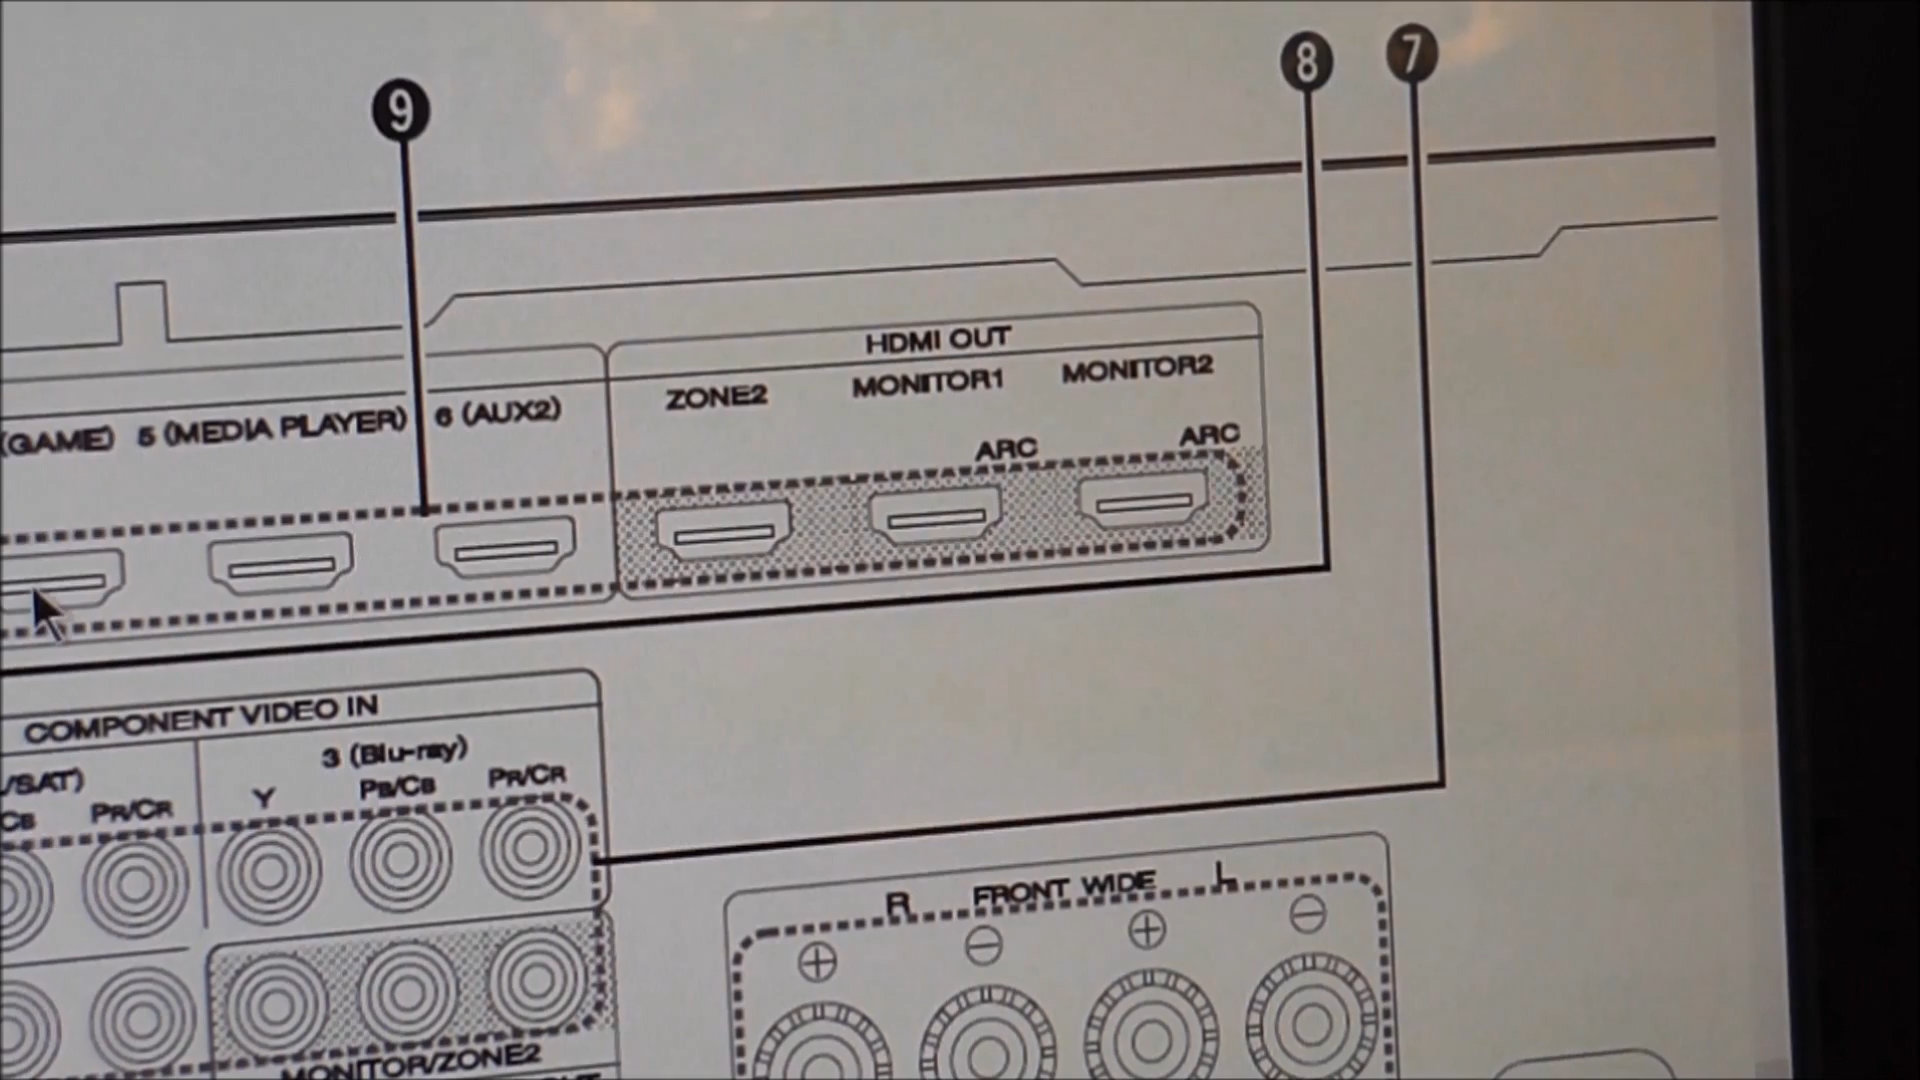 9
8
7
HDMI OUT
ZONE2 MONITOR1 MONITOR2
(GAME) 5 (MEDIA PLAYER) 6 (AUX2)
ARC ARC
COMPONENT VIDEO IN
/SAT) 3 (Blu-ray)
CB PR/CR Y PB/CB PR/CR
R FRONT WIDE L
+ − + −
MONITOR/ZONE2